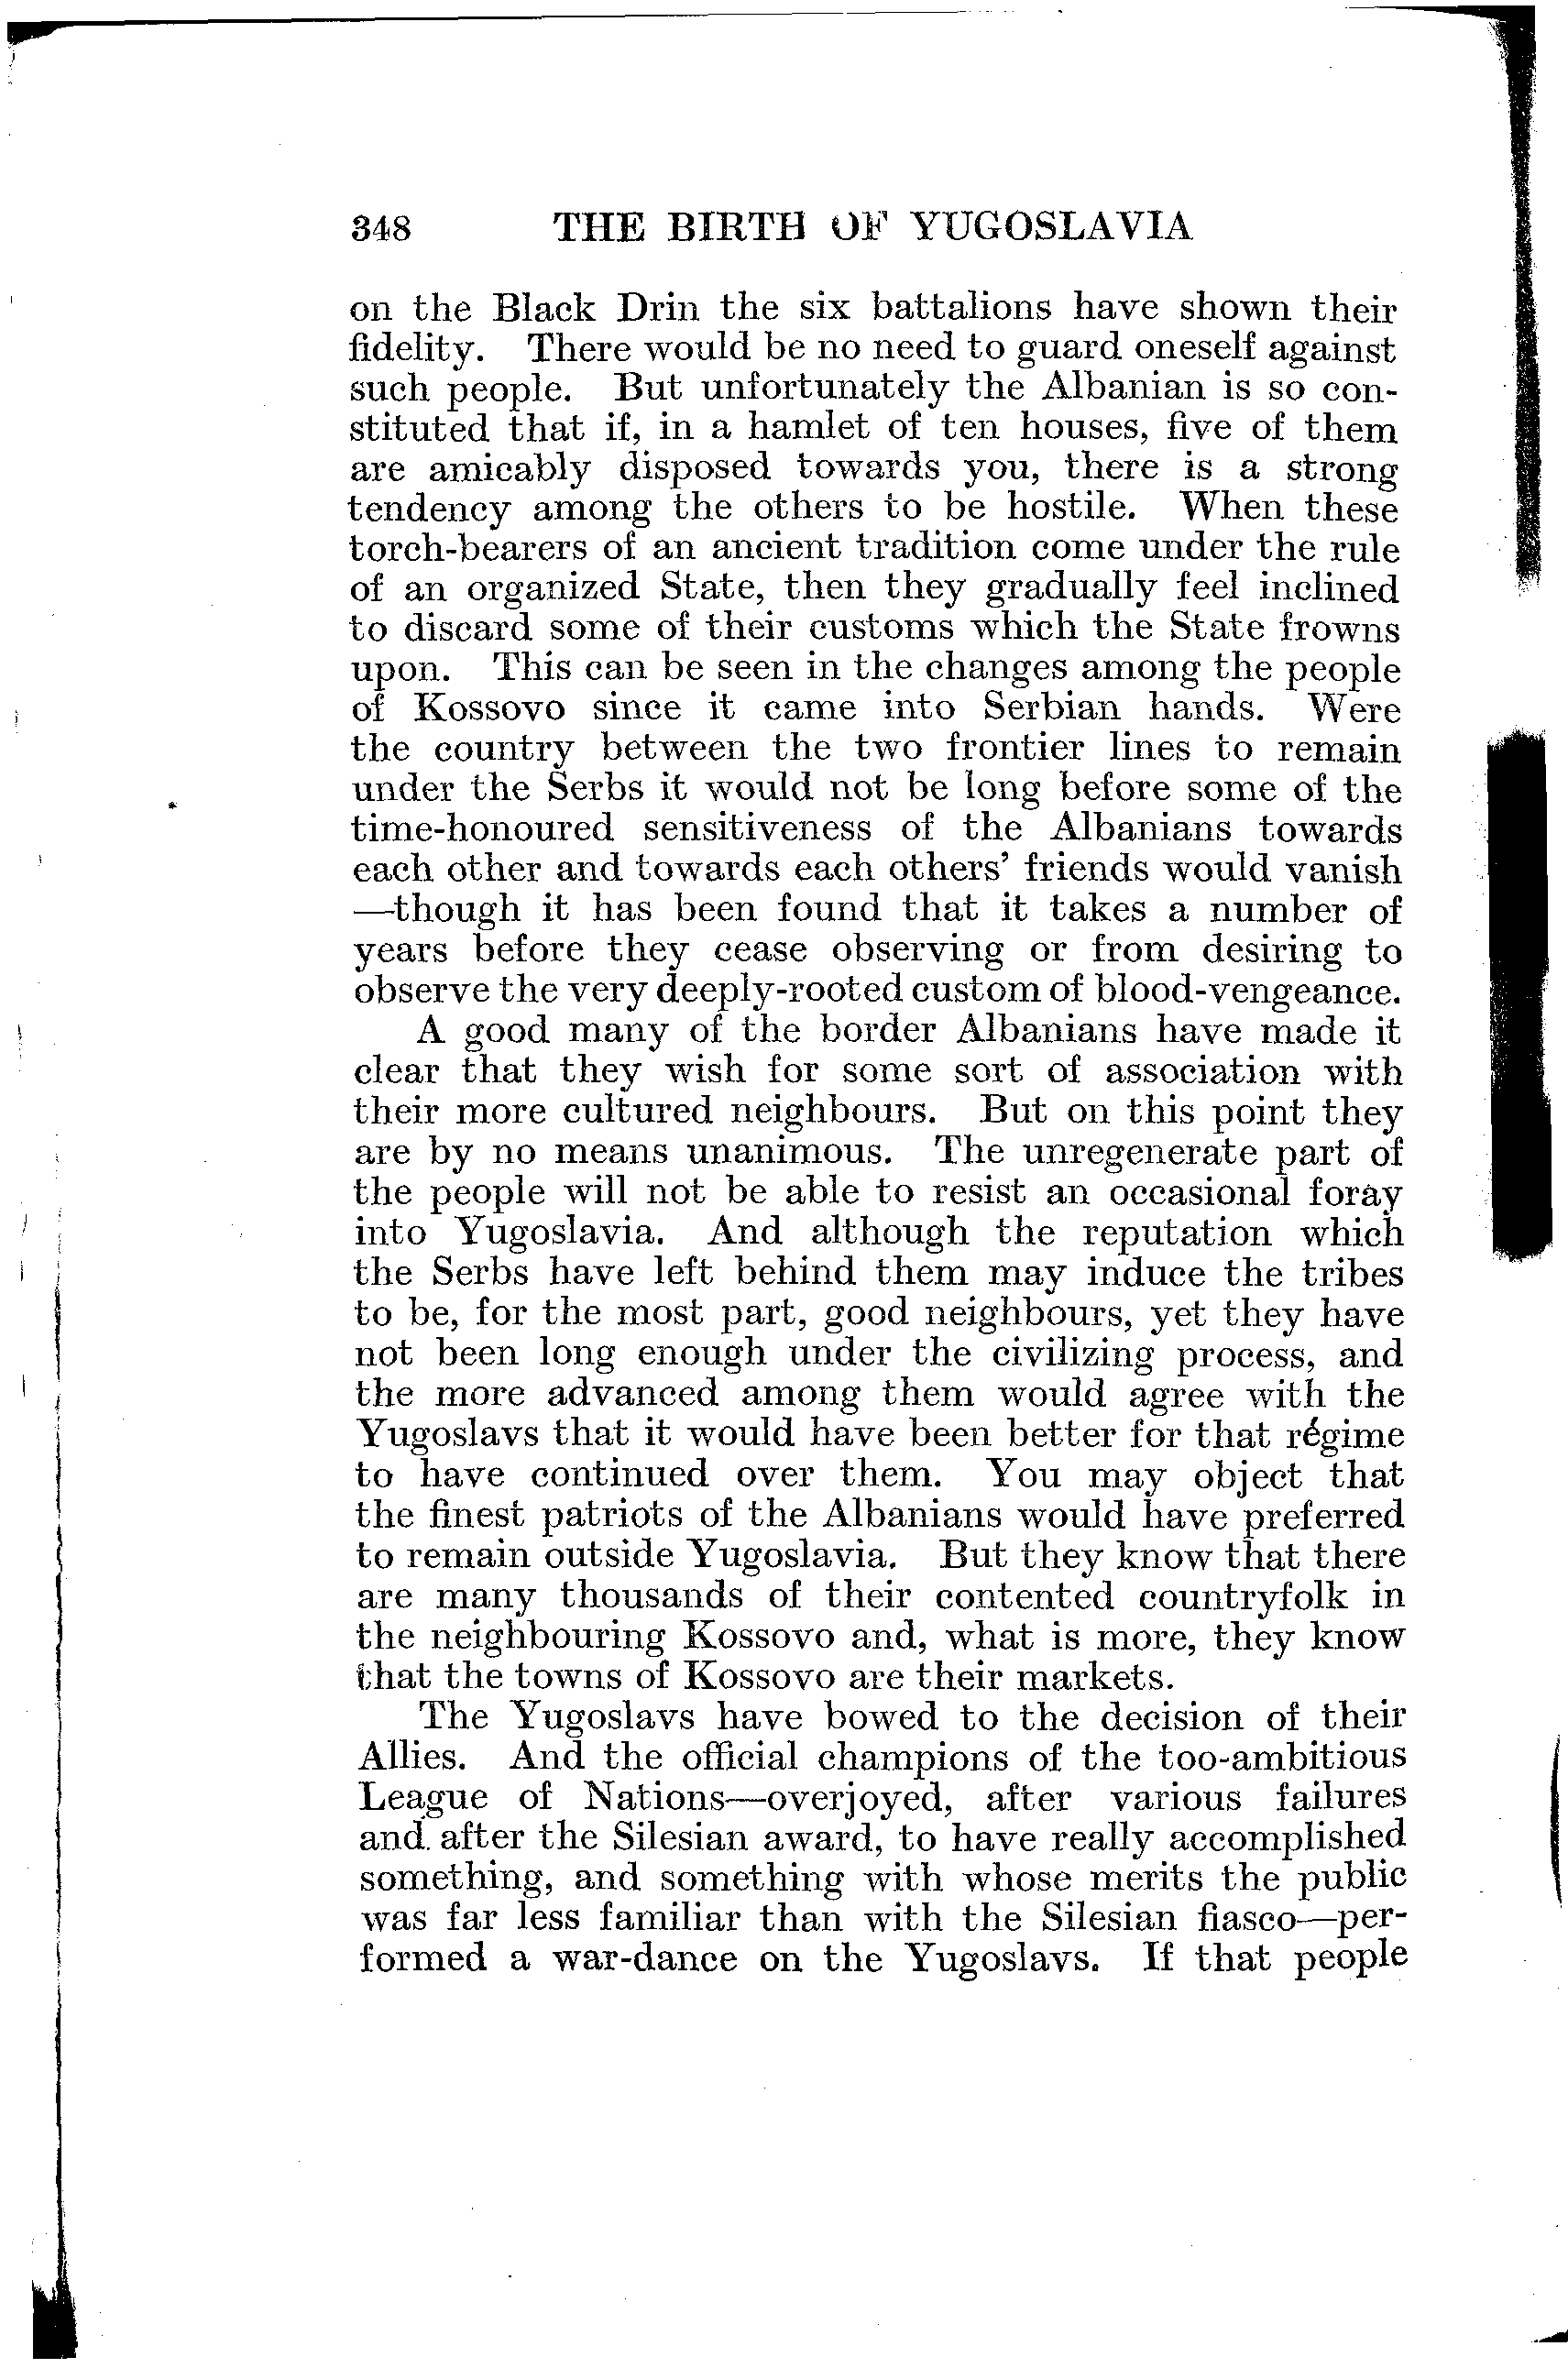 348 THE BIRTH OF YUGOSLAVIA
on the Black Drin the six battalions have shown their
fidelity. There would be no need to guard oneself against
such people. But unfortunately the Albanian is so con-
stituted that if, in a hamlet of ten houses, five of them
are amicably disposed towards you, there is a strong
tendency among the others to be hostile. When these
torch-bearers of an ancient tradition come under the rule
of an organized State, then they gradually feel inclined
to discard some of their customs which the State frowns
upon. This can be seen in the changes among the people
of Kossovo since it came into Serbian hands. Were
the country between the two frontier lines to remain
under the Serbs it would not be long before some of the
time-honoured sensitiveness of the Albanians towards
each other and towards each others' friends would vanish
—though it has been found that it takes a number of
years before they cease observing or from desiring to
observe the very deeply-rooted custom of blood-vengeance.
A good many of the border Albanians have made it
clear that they wish for some sort of association with
their more cultured neighbours. But on this point they
are by no means unanimous. The unregenerate part of
the people will not be able to resist an occasional foray
into Yugoslavia. And although the reputation which
the Serbs have left behind them may induce the tribes
to be, for the most part, good neighbours, yet they have
not been long enough under the civilizing process, and
the more advanced among them would agree with the
Yugoslavs that it would have been better for that régime
to have continued over them. You may object that
the finest patriots of the Albanians would have preferred
to remain outside Yugoslavia. But they know that there
are many thousands of their contented countryfolk in
the neighbouring Kossovo and, what is more, they know
that the towns of Kossovo are their markets.
The Yugoslavs have bowed to the decision of their
Allies. And the official champions of the too-ambitious
League of Nations—overjoyed, after various failures
and after the Silesian award, to have really accomplished
something, and something with whose merits the public
was far less familiar than with the Silesian fiasco—per-
formed a war-dance on the Yugoslavs. If that people